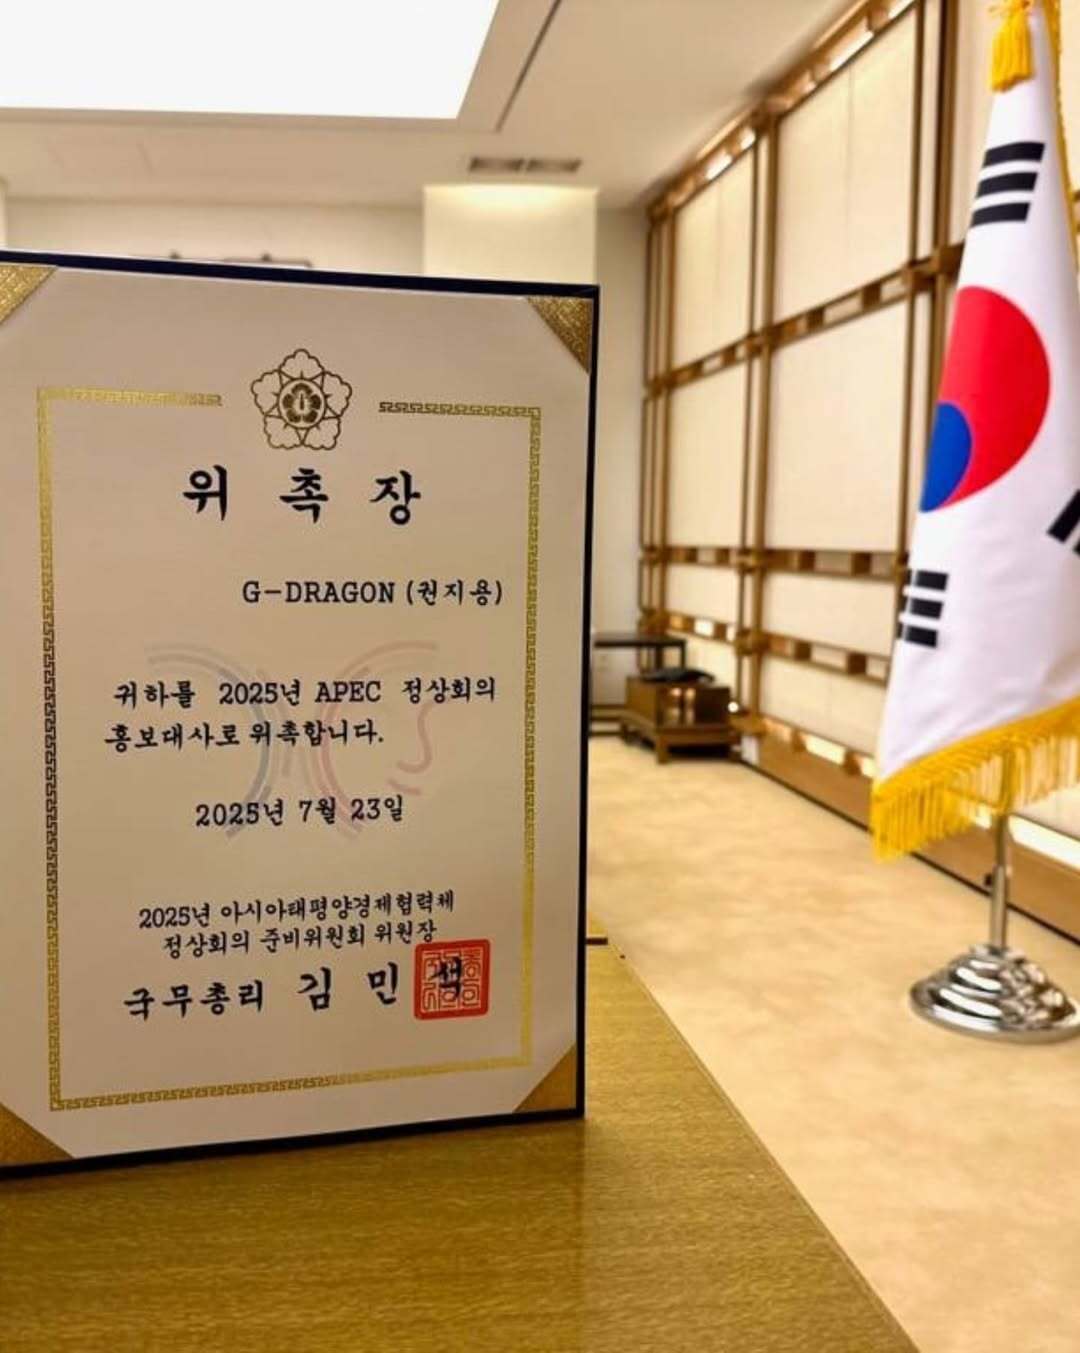 위촉장
G-DRAGON (권지용)
귀하를 2025년 APEC 정상회의
홍보대사로 위촉합니다.
2025년 7월 23일
2025년 아시아태평양경제협력체
정상회의 준비위원회 위원장
국무총리 김민석